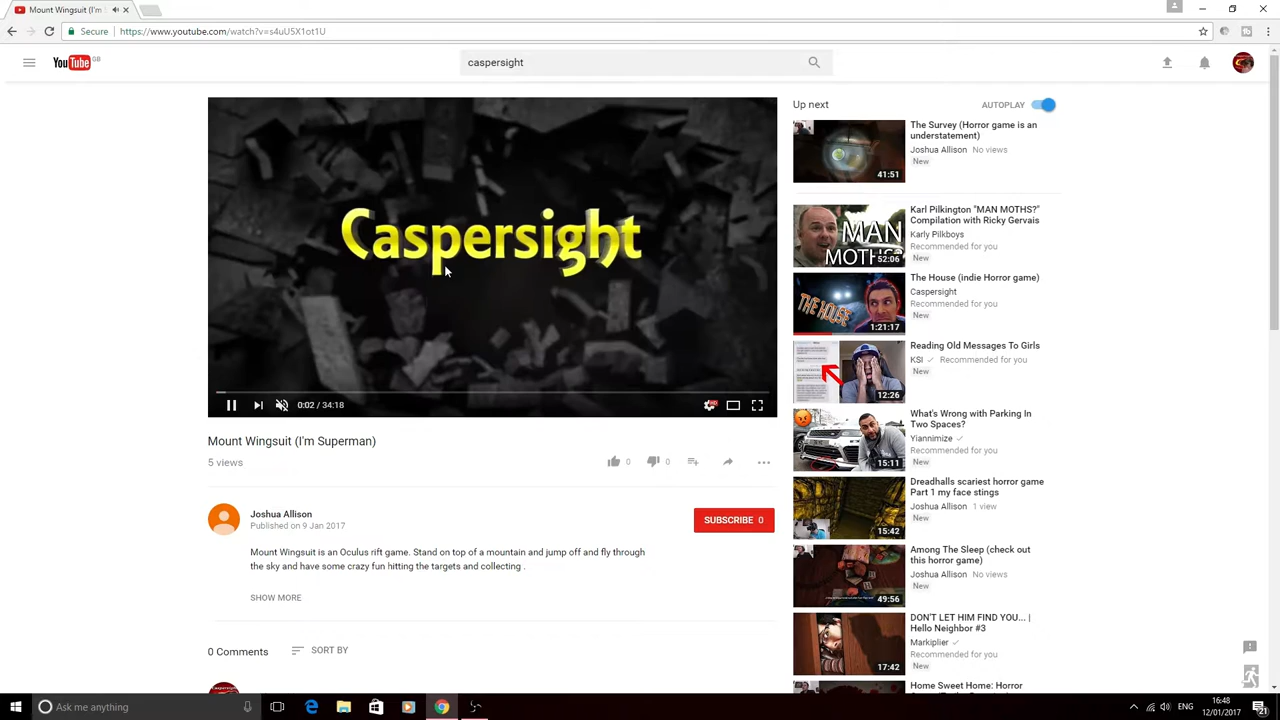 Mount Wingsuit (I'm S
Secure
https://www.youtube.com/watch?v=s4uU5X1ot1U
YouTube GB
caspersight
Caspersight
0:02 / 34:18
HD
Mount Wingsuit (I'm Superman)
5 views
0
0
Joshua Allison
Published on 9 Jan 2017
SUBSCRIBE 0
Mount Wingsuit is an Oculus rift game. Stand on top of a mountain and jump off and fly through
the sky and have some crazy fun hitting the targets and collecting .
SHOW MORE
0 Comments
SORT BY
Up next
AUTOPLAY
41:51
The Survey (Horror game is an
understatement)
Joshua Allison No views
New
MAN
MOTHS?
52:06
Karl Pilkington "MAN MOTHS?"
Compilation with Ricky Gervais
Karly Pilkboys
Recommended for you
New
THE HOUSE
1:21:17
The House (indie Horror game)
Caspersight
Recommended for you
New
12:26
Reading Old Messages To Girls
KSI Recommended for you
New
15:11
What's Wrong with Parking In
Two Spaces?
Yiannimize
Recommended for you
New
15:42
Dreadhalls scariest horror game
Part 1 my face stings
Joshua Allison 1 view
New
49:56
Among The Sleep (check out
this horror game)
Joshua Allison No views
New
17:42
DON'T LET HIM FIND YOU... |
Hello Neighbor #3
Markiplier
Recommended for you
New
Home Sweet Home: Horror
Ask me anything
ENG
16:48
12/01/2017
21